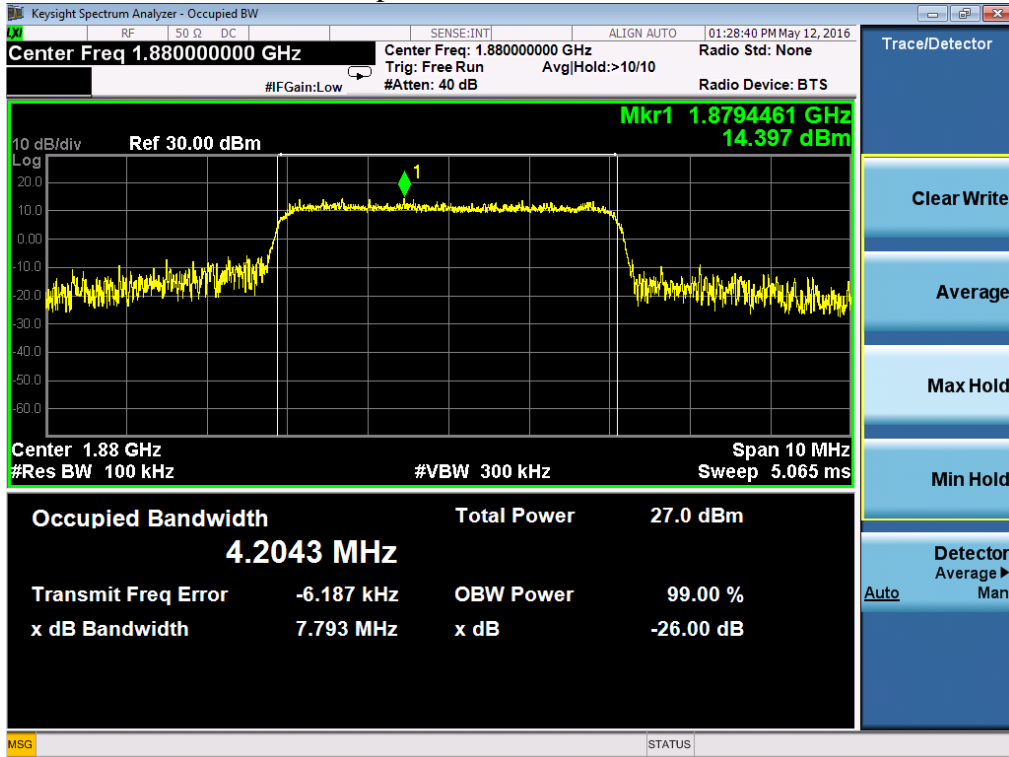 Keysight Spectrum Analyzer - Occupied BW
LXI RF 50 Ω DC SENSE:INT ALIGN AUTO 01:28:40 PM May 12, 2016
Center Freq 1.880000000 GHz
Center Freq: 1.880000000 GHz Radio Std: None
Trig: Free Run Avg|Hold:>10/10
#IFGain:Low #Atten: 40 dB Radio Device: BTS
Mkr1 1.8794461 GHz
14.397 dBm
10 dB/div Ref 30.00 dBm
Log
20.0
1
10.0
0.00
-10.0
-20.0
-30.0
-40.0
-50.0
-60.0
Center 1.88 GHz Span 10 MHz
#Res BW 100 kHz #VBW 300 kHz Sweep 5.065 ms
Occupied Bandwidth Total Power 27.0 dBm
4.2043 MHz
Transmit Freq Error -6.187 kHz OBW Power 99.00 %
x dB Bandwidth 7.793 MHz x dB -26.00 dB
MSG STATUS
Trace/Detector
Clear Write
Average
Max Hold
Min Hold
Detector
Average
Auto Man